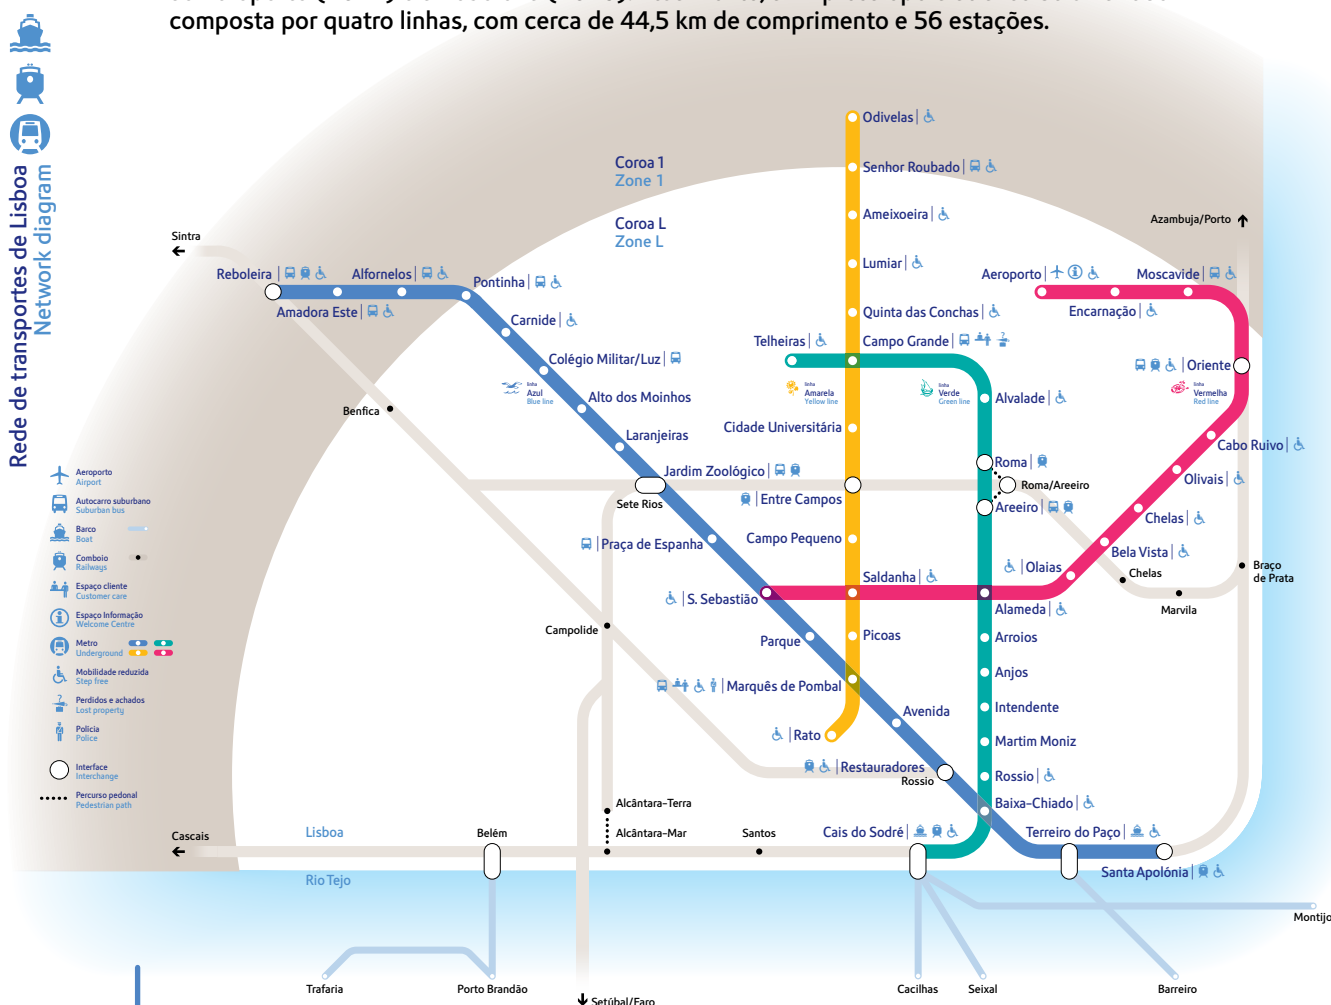 composta por quatro linhas, com cerca de 44,5 km de comprimento e 56 estações.
Rede de transportes de Lisboa
Network diagram
Coroa 1
Zone 1
Coroa L
Zone L
Sintra
Azambuja/Porto
Odivelas
Senhor Roubado
Ameixoeira
Lumiar
Quinta das Conchas
Campo Grande
Telheiras
Reboleira
Alfornelos
Pontinha
Amadora Este
Carnide
Colégio Militar/Luz
Alto dos Moinhos
Laranjeiras
Jardim Zoológico
Sete Rios
Benfica
linha
Azul
Blue line
linha
Amarela
Yellow line
linha
Verde
Green line
linha
Vermelha
Red line
Aeroporto
Moscavide
Encarnação
Oriente
Cabo Ruivo
Olivais
Chelas
Bela Vista
Olaias
Chelas
Marvila
Braço
de Prata
Alvalade
Roma
Roma/Areeiro
Areeiro
Cidade Universitária
Entre Campos
Campo Pequeno
Praça de Espanha
Saldanha
S. Sebastião
Alameda
Campolide
Parque
Picoas
Arroios
Anjos
Marquês de Pombal
Intendente
Avenida
Rato
Martim Moniz
Restauradores
Rossio
Rossio
Baixa-Chiado
Alcântara-Terra
Alcântara-Mar
Santos
Cais do Sodré
Terreiro do Paço
Santa Apolónia
Cascais
Lisboa
Belém
Rio Tejo
Montijo
Trafaria
Porto Brandão
Setúbal/Faro
Cacilhas
Seixal
Barreiro
Aeroporto
Airport
Autocarro suburbano
Suburban bus
Barco
Boat
Comboio
Railways
Espaço cliente
Customer care
Espaço Informação
Welcome Centre
Metro
Underground
Mobilidade reduzida
Step free
Perdidos e achados
Lost property
Polícia
Police
Interface
Interchange
Percurso pedonal
Pedestrian path